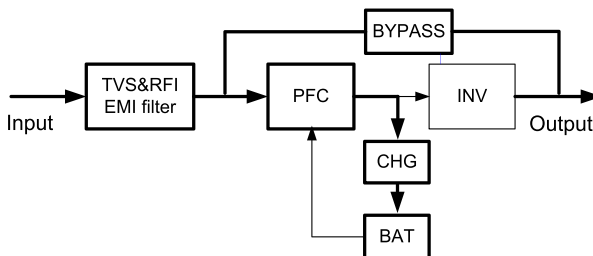 BYPASS
TVS&RFI
EMI filter
PFC
INV
Input
Output
CHG
BAT